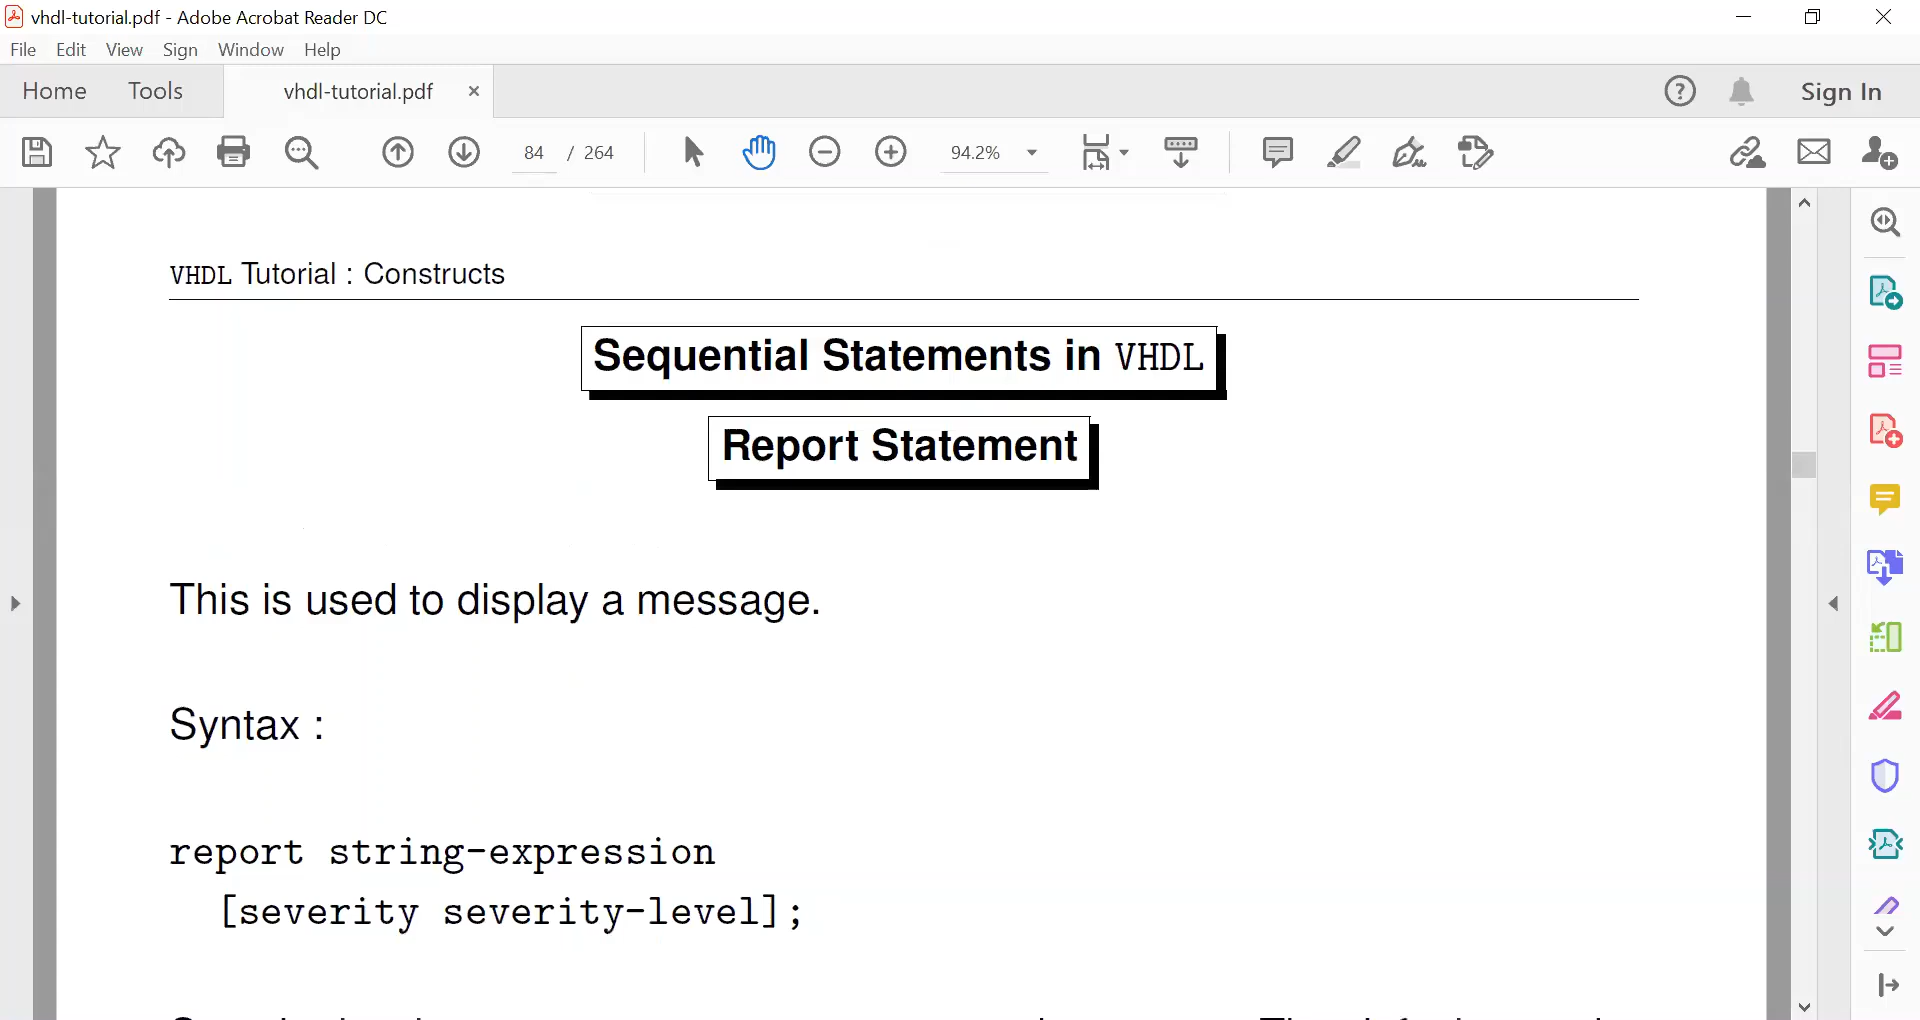 vhdl-tutorial.pdf - Adobe Acrobat Reader DC
File Edit View Sign Window Help
Home Tools vhdl-tutorial.pdf × Sign In
84 / 264 94.2%
VHDL Tutorial : Constructs
Sequential Statements in VHDL
Report Statement
This is used to display a message.
Syntax :
report string-expression
[severity severity-level];